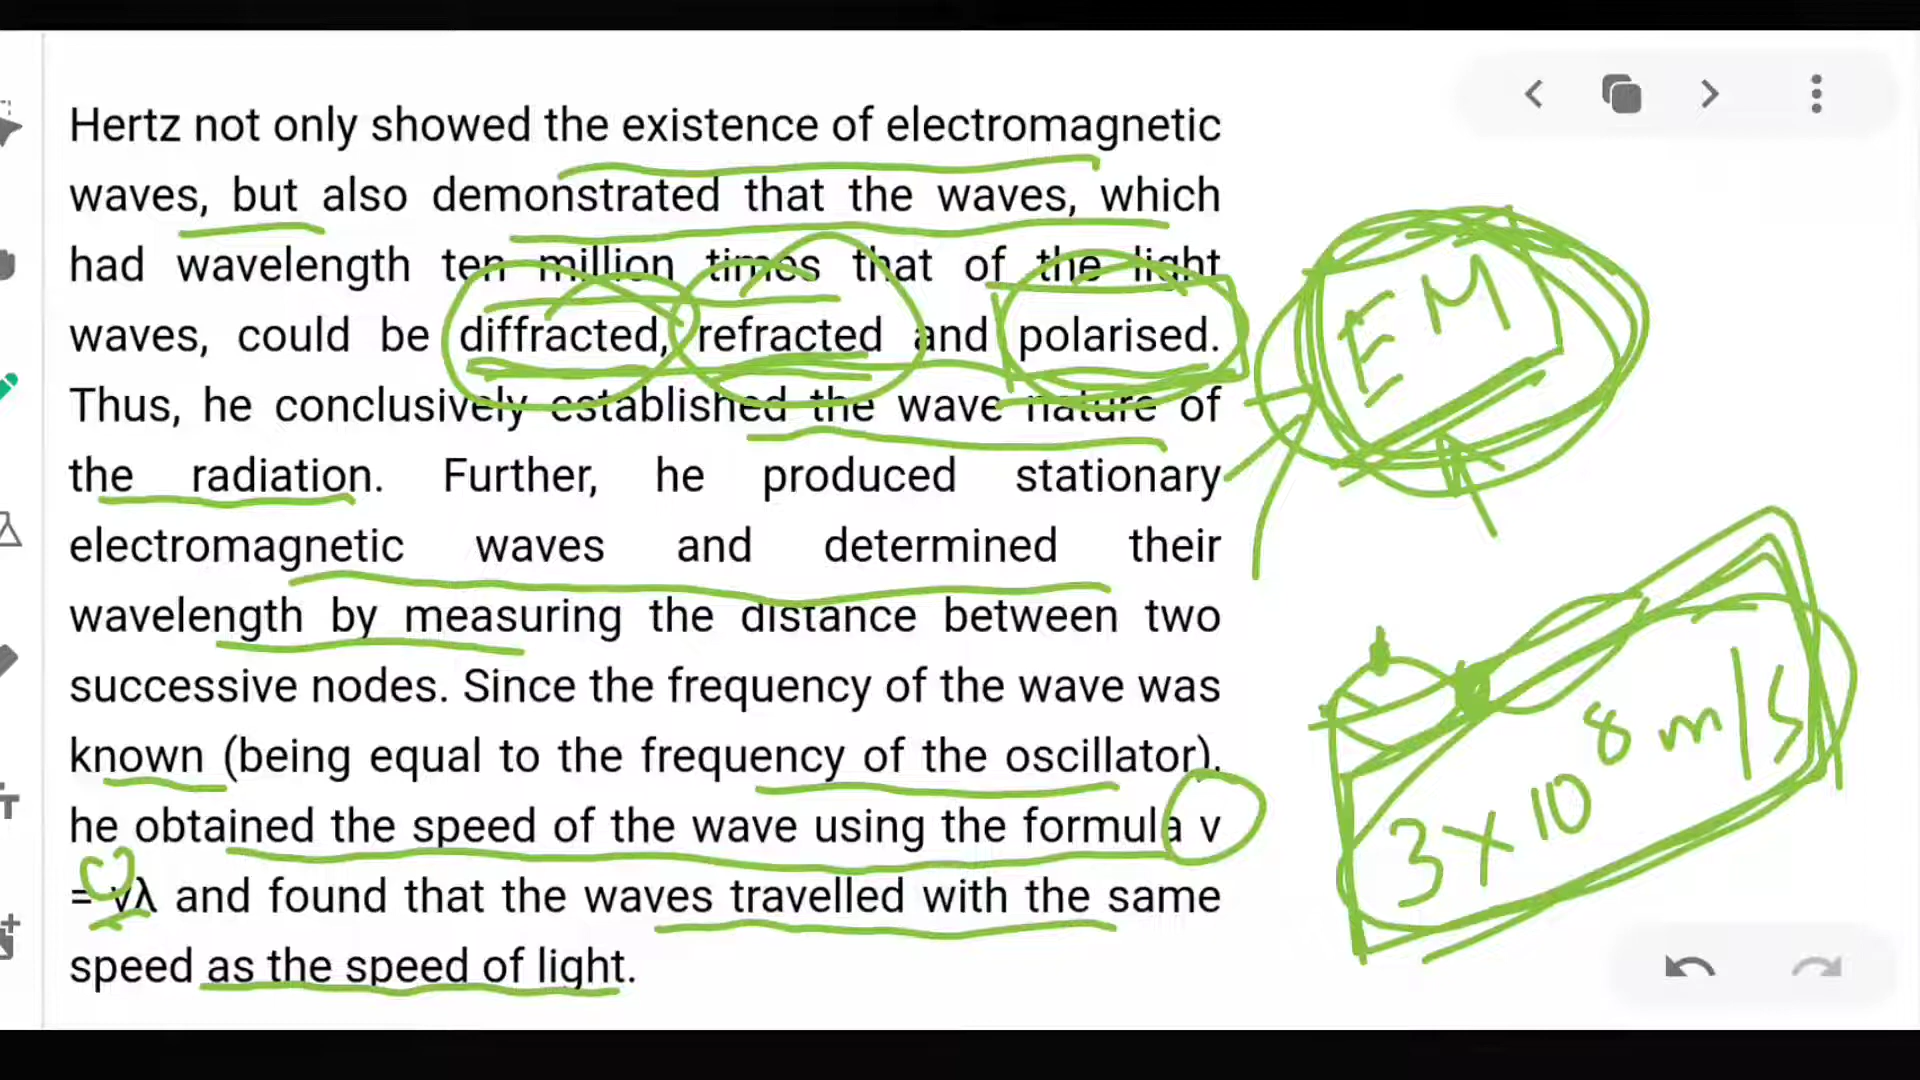 Hertz not only showed the existence of electromagnetic
waves, but also demonstrated that the waves, which
had wavelength ten million times that of the light
waves, could be diffracted, refracted and polarised.
Thus, he conclusively established the wave nature of
the radiation. Further, he produced stationary
electromagnetic waves and determined their
wavelength by measuring the distance between two
successive nodes. Since the frequency of the wave was
known (being equal to the frequency of the oscillator),
he obtained the speed of the wave using the formula v
= νλ and found that the waves travelled with the same
speed as the speed of light.
EM
3 × 10⁸ m/s